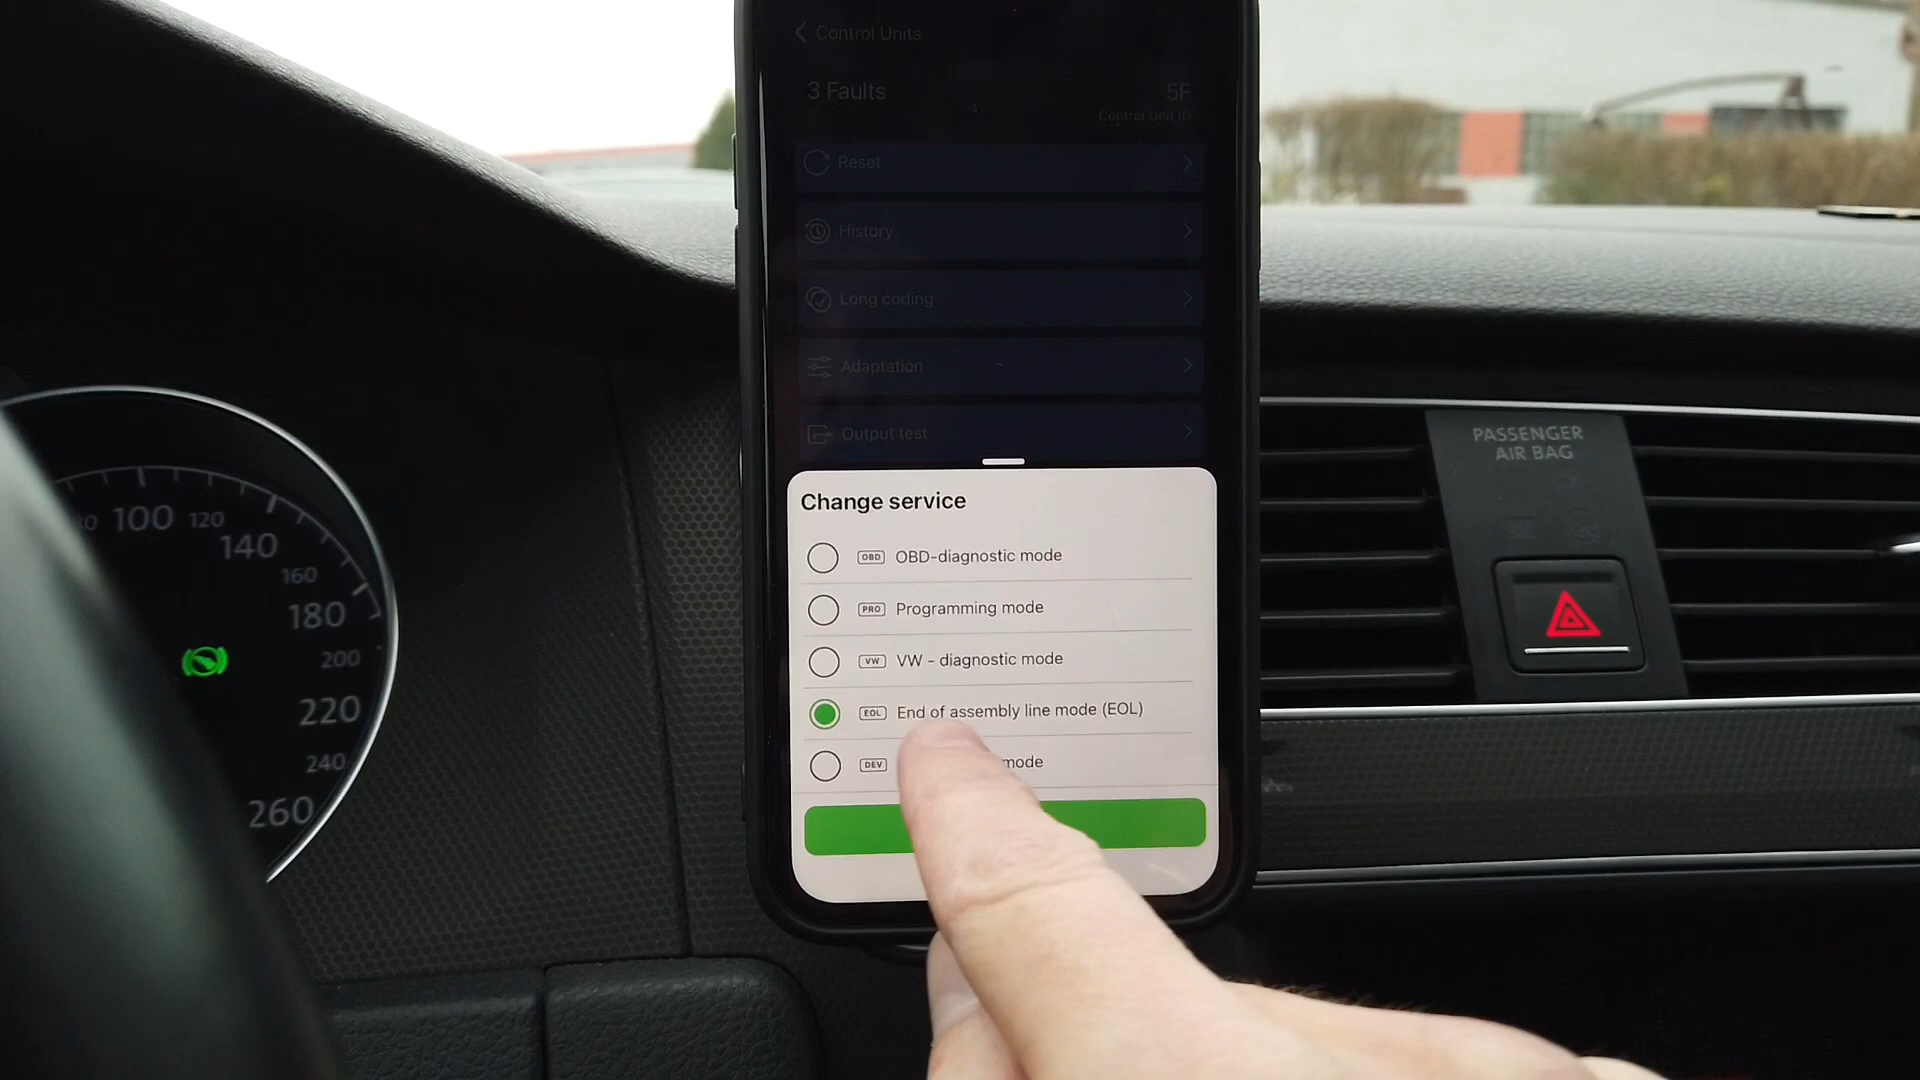 Control Units
3 Faults
5F
Control Unit ID
Reset
History
Long coding
Adaptation
Output test
Change service
OBD OBD-diagnostic mode
PRO Programming mode
VW VW - diagnostic mode
EOL End of assembly line mode (EOL)
DEV mode
80 100 120
140
160
180
200
220
240
260
PASSENGER
AIR BAG